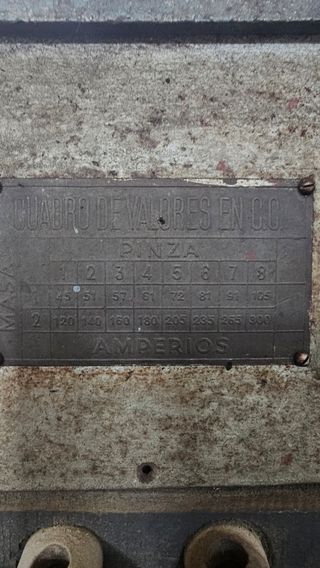 CUADRO DE VALORES EN C.C.
PINZA
MASA
1 2 3 4 5 6 7 8
1 45 51 57 61 72 81 91 105
2 120 140 160 180 205 235 265 300
AMPERIOS